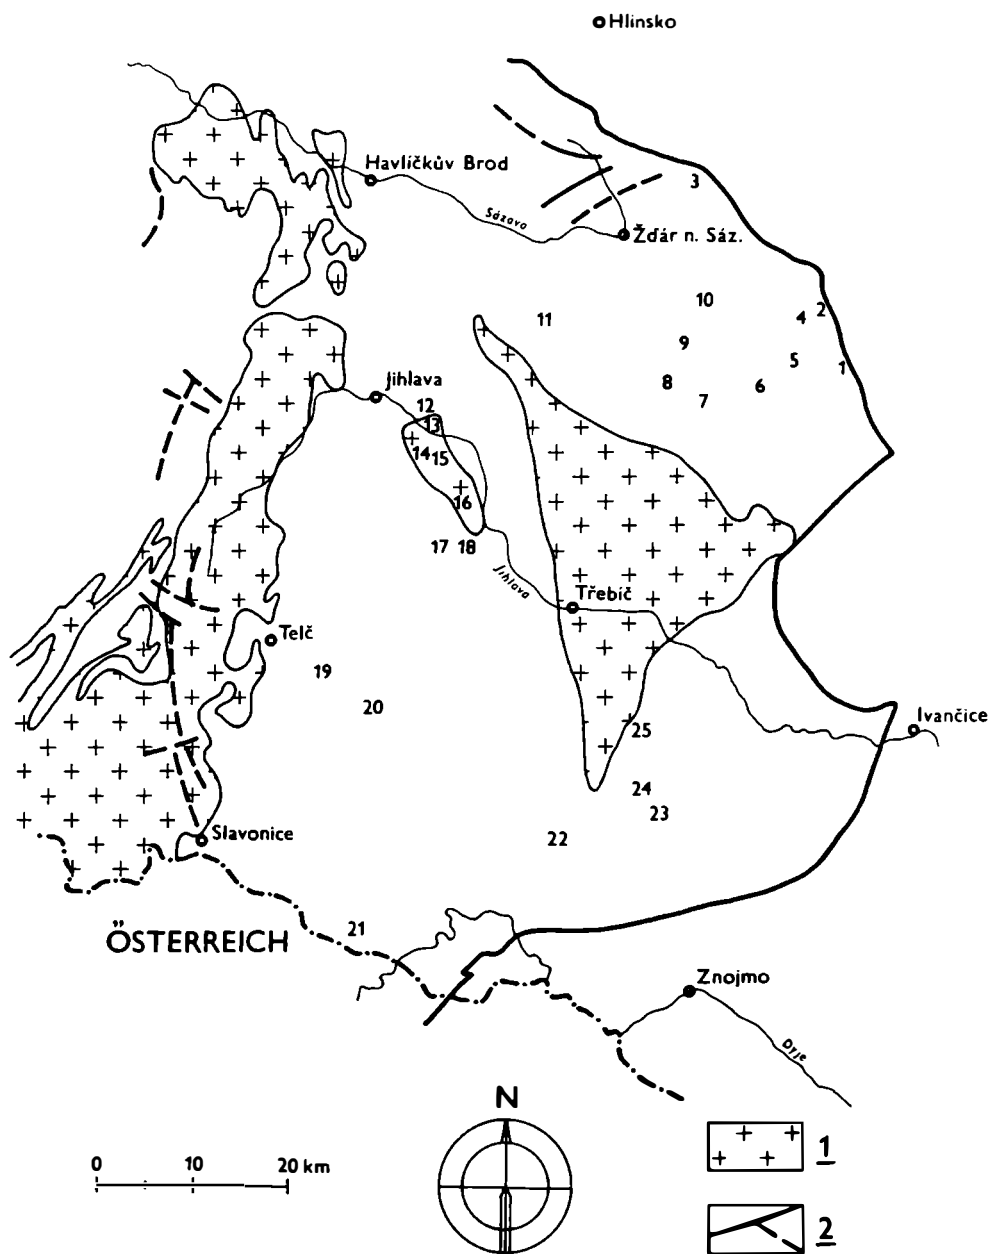 Hlinsko
Havlíčkův Brod
3
Sázava
Žďár n. Sáz.
10
2
4
11
9
5
1
8
6
7
Jihlava
12
13
14 15
16
17 18
Jihlava
Třebíč
Telč
19
20
25
Ivančice
24
23
22
Slavonice
21
ÖSTERREICH
Znojmo
Dyje
N
1
0 10 20 km
2